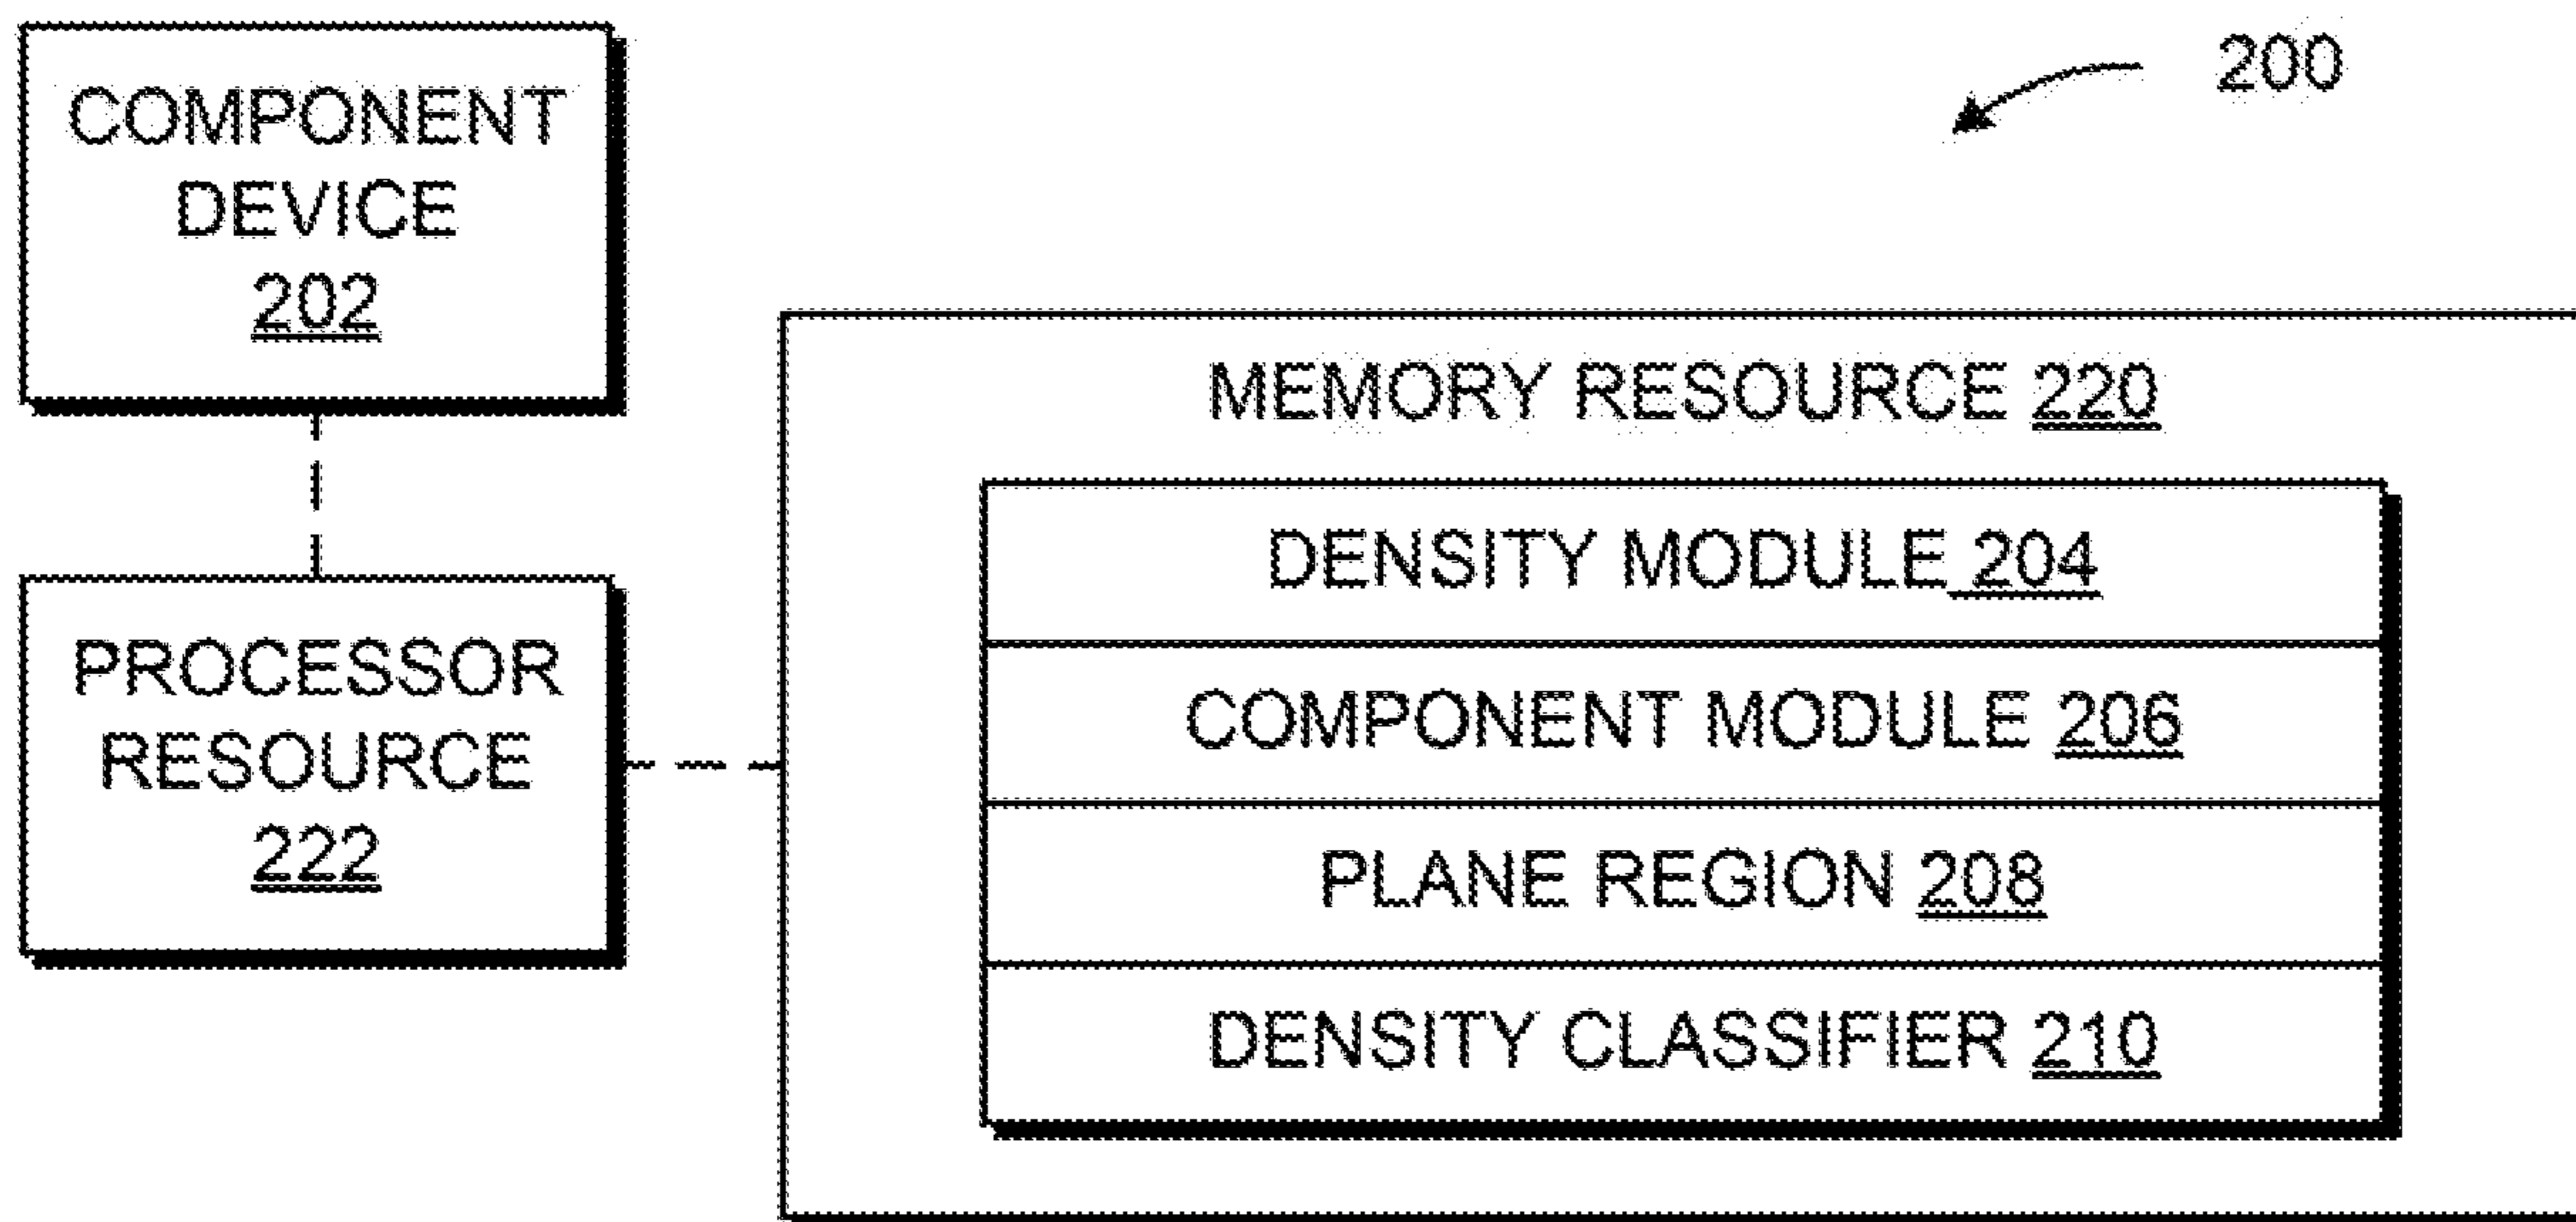 200
COMPONENT
DEVICE
202
MEMORY RESOURCE 220
DENSITY MODULE 204
PROCESSOR
RESOURCE
222
COMPONENT MODULE 206
PLANE REGION 208
DENSITY CLASSIFIER 210